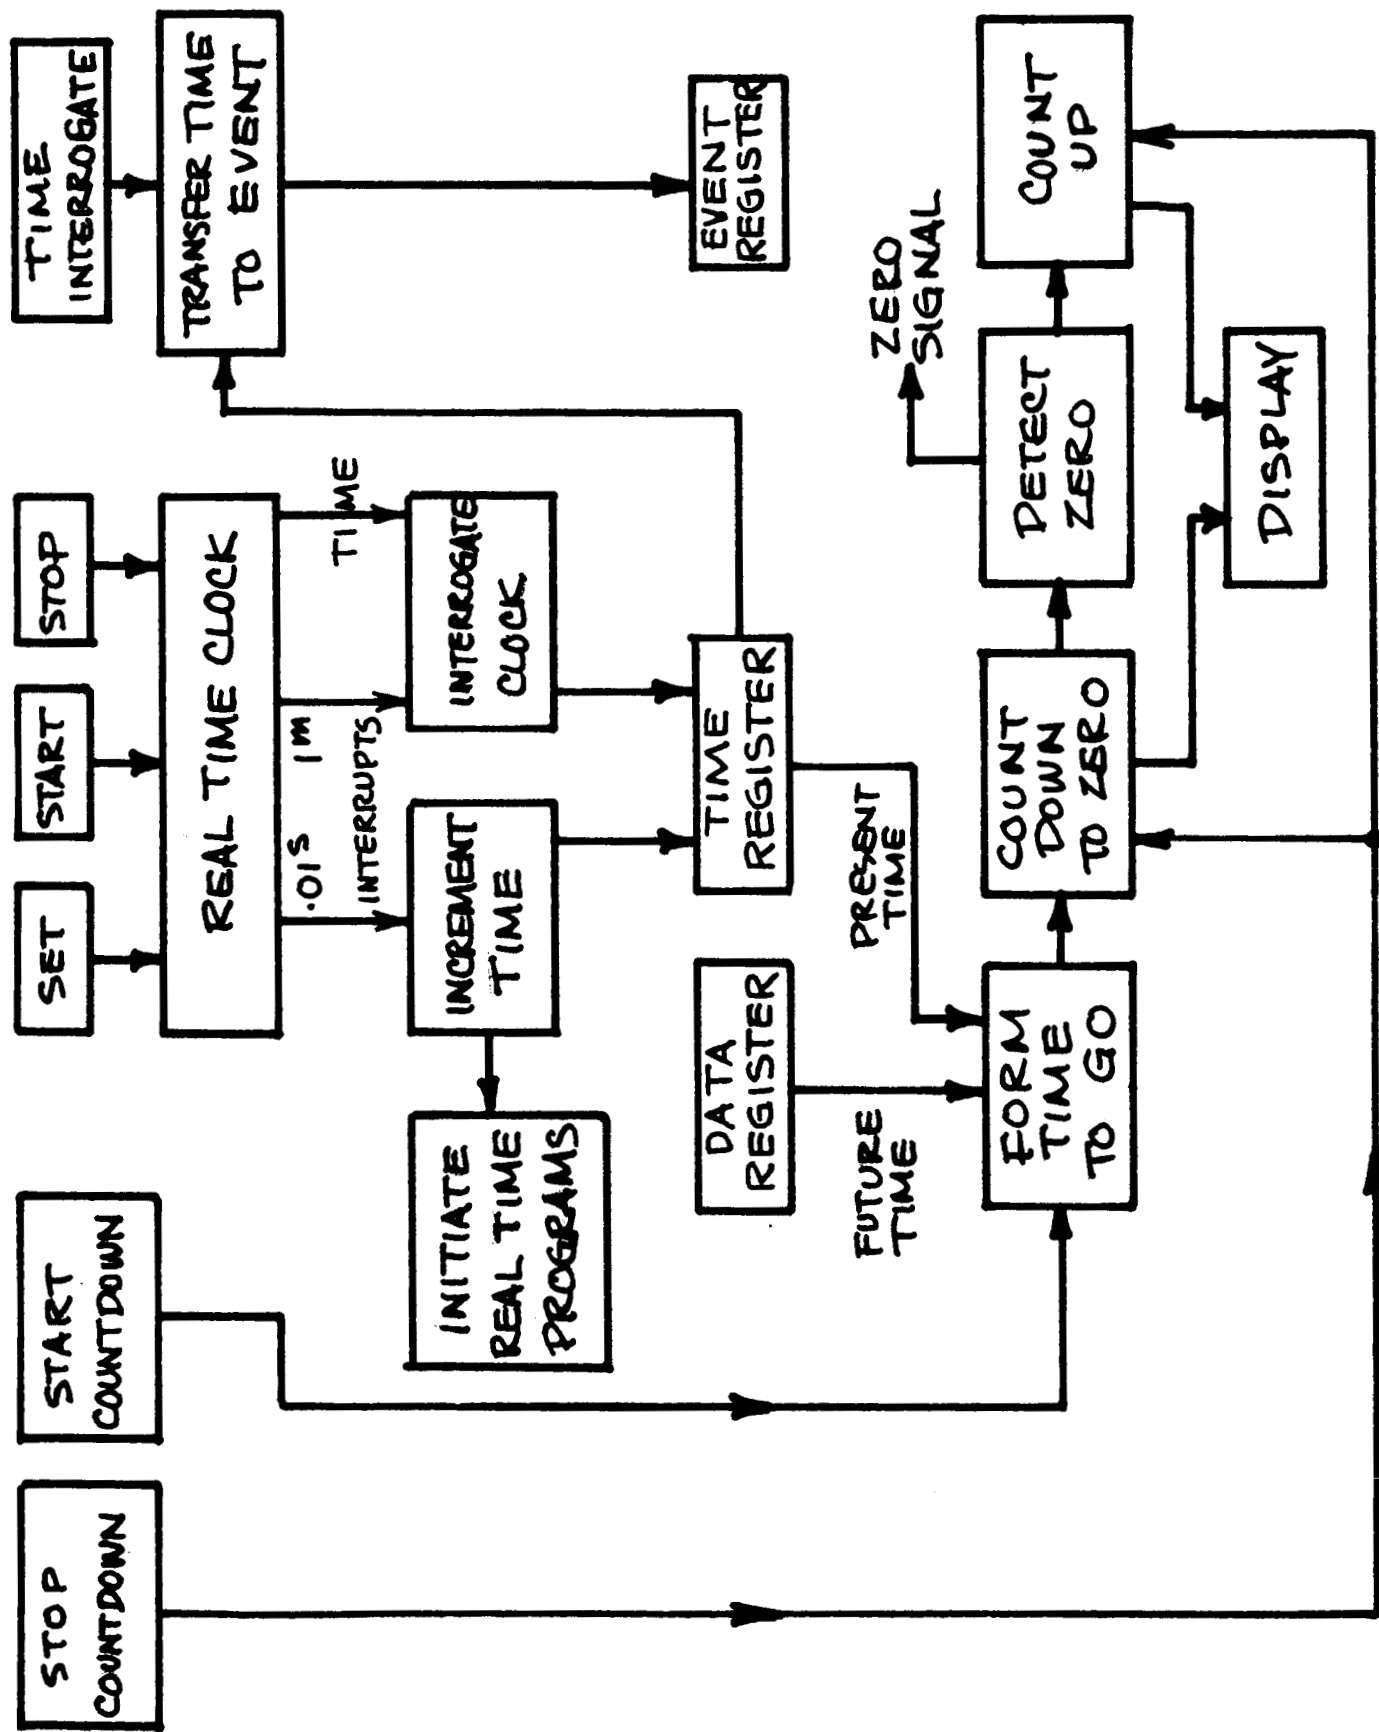 STOP
COUNTDOWN
START
COUNTDOWN
SET
START
STOP
TIME
INTERROGATE
REAL TIME CLOCK
TRANSFER TIME
TO EVENT
.01S
1M
INTERRUPTS
TIME
INITIATE
REAL TIME
PROGRAMS
INCREMENT
TIME
INTERROGATE
CLOCK
DATA
REGISTER
TIME
REGISTER
EVENT
REGISTER
FUTURE
TIME
PRESENT
TIME
ZERO
SIGNAL
FORM
TIME
TO GO
COUNT
DOWN
TO ZERO
DETECT
ZERO
COUNT
UP
DISPLAY